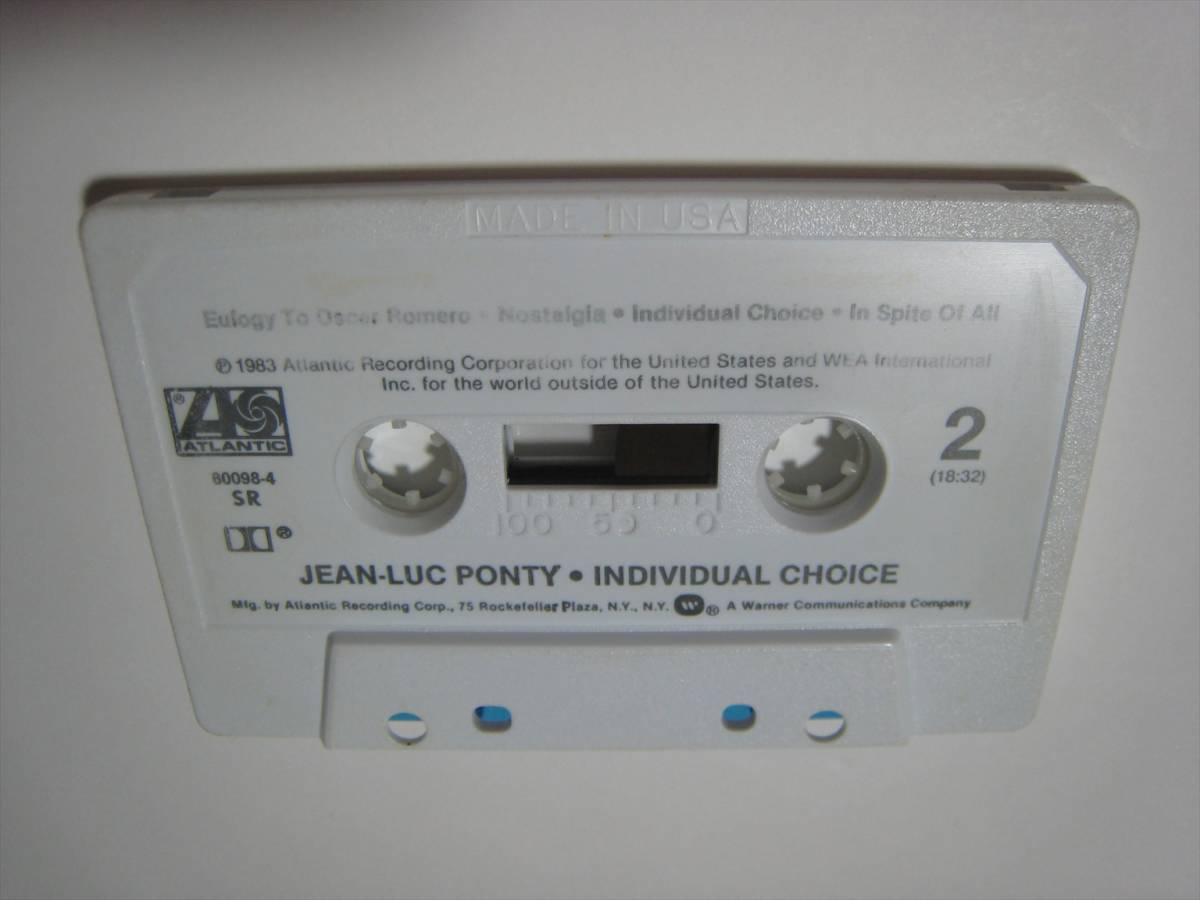 MADE IN USA
Eulogy To Oscar Romero • Nostalgia • Individual Choice • In Spite Of All
℗ 1983 Atlantic Recording Corporation for the United States and WEA International
Inc. for the world outside of the United States.
®
ATLANTIC
80098-4
SR
®
2
(18:32)
100 50 0
JEAN-LUC PONTY • INDIVIDUAL CHOICE
Mfg. by Atlantic Recording Corp., 75 Rockefeller Plaza, N.Y., N.Y. ® A Warner Communications Company